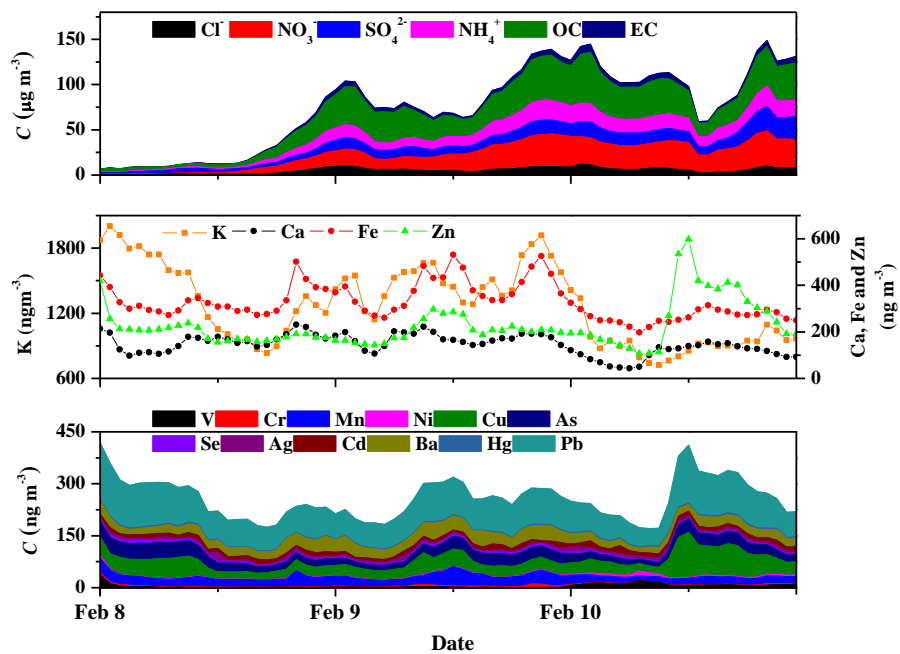 Cl⁻ NO₃⁻ SO₄²⁻ NH₄⁺ OC EC
150
100
50
0
C (μg m⁻³)
K Ca Fe Zn
1800
1200
600
K (ngm⁻³)
600
400
200
0
Ca, Fe and Zn
(ng m⁻³)
V Cr Mn Ni Cu As
Se Ag Cd Ba Hg Pb
450
300
150
0
C (ng m⁻³)
Feb 8 Feb 9 Feb 10
Date